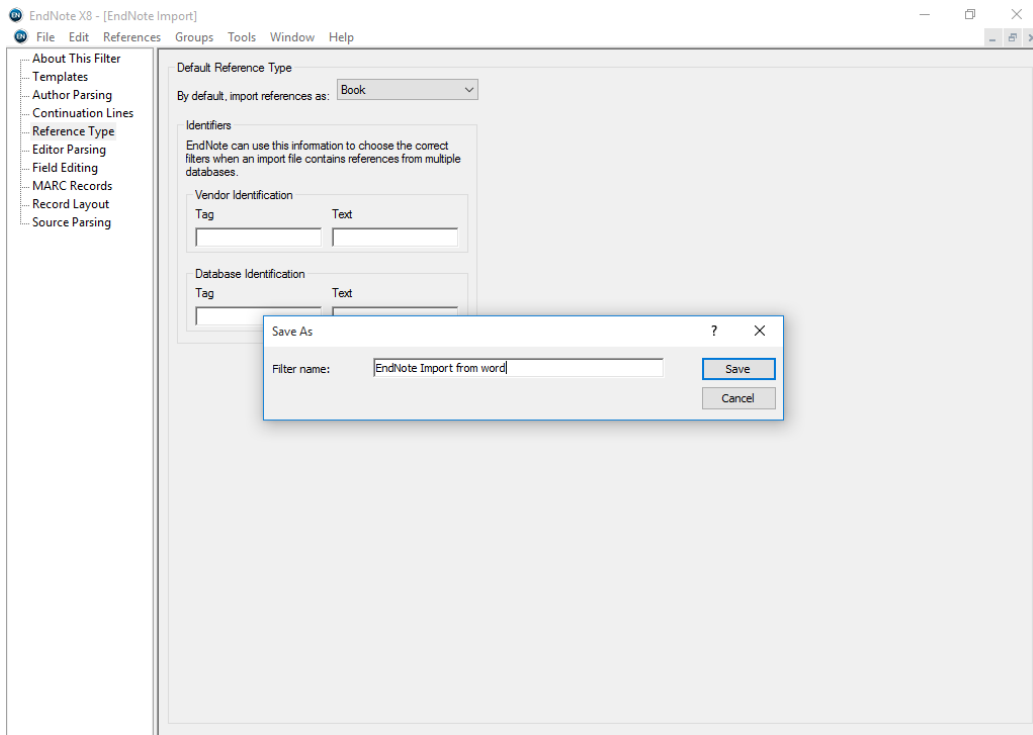 EndNote X8 - [EndNote Import]
File Edit References Groups Tools Window Help
About This Filter
Templates
Author Parsing
Continuation Lines
Reference Type
Editor Parsing
Field Editing
MARC Records
Record Layout
Source Parsing
Default Reference Type
By default, import references as: Book
Identifiers
EndNote can use this information to choose the correct
filters when an import file contains references from multiple
databases.
Vendor Identification
Tag Text
Database Identification
Tag Text
Save As ?
Filter name: EndNote Import from word Save
Cancel